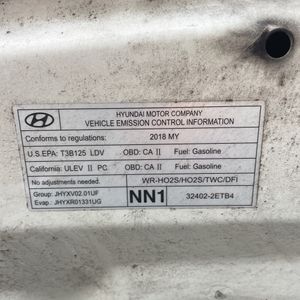 HYUNDAI MOTOR COMPANY
VEHICLE EMISSION CONTROL INFORMATION
Conforms to regulations: 2018 MY
U.S.EPA: T3B125 LDV OBD: CA II Fuel: Gasoline
California: ULEV II PC OBD: CA II Fuel: Gasoline
No adjustments needed. WR-HO2S/HO2S/TWC/DFI
Group: JHYXV02.01UF NN1 32402-2ETB4
Evap: JHYXR01331UG